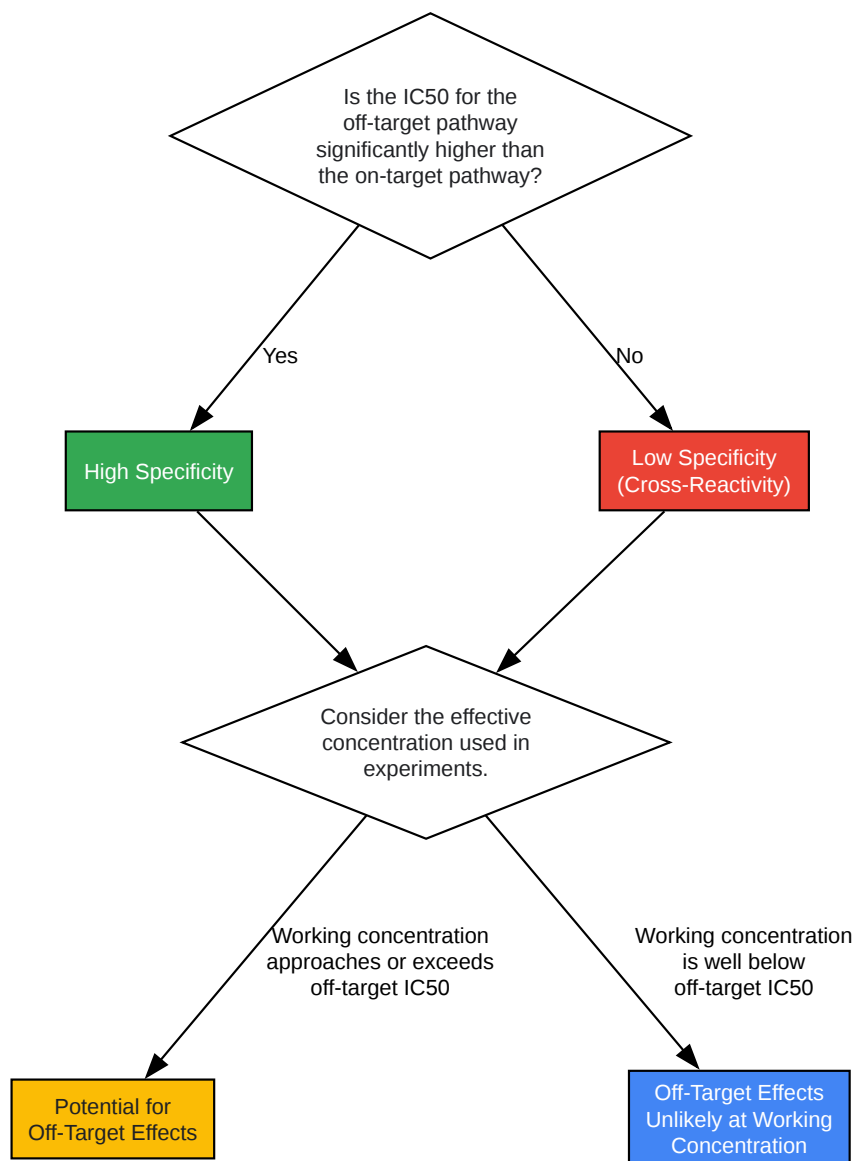 Is the IC50 for the
off-target pathway
significantly higher than
the on-target pathway?
Yes
No
High Specificity
Low Specificity
(Cross-Reactivity)
Consider the effective
concentration used in
experiments.
Working concentration
approaches or exceeds
off-target IC50
Working concentration
is well below
off-target IC50
Potential for
Off-Target Effects
Off-Target Effects
Unlikely at Working
Concentration